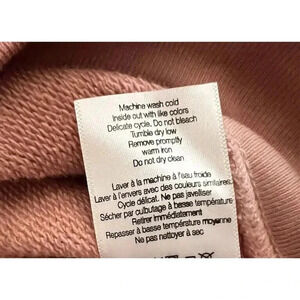 Machine wash cold
Inside out with like colors
Delicate cycle. Do not bleach
Tumble dry low
Remove promptly
warm iron
Do not dry clean
Laver à la machine à l'eau froide
Laver à l'envers avec des couleurs similaires
Cycle délicat. Ne pas javelliser
Sécher par culbutage à basse température
Retirer immédiatement
Repasser à basse température moyenne
Ne pas nettoyer à sec